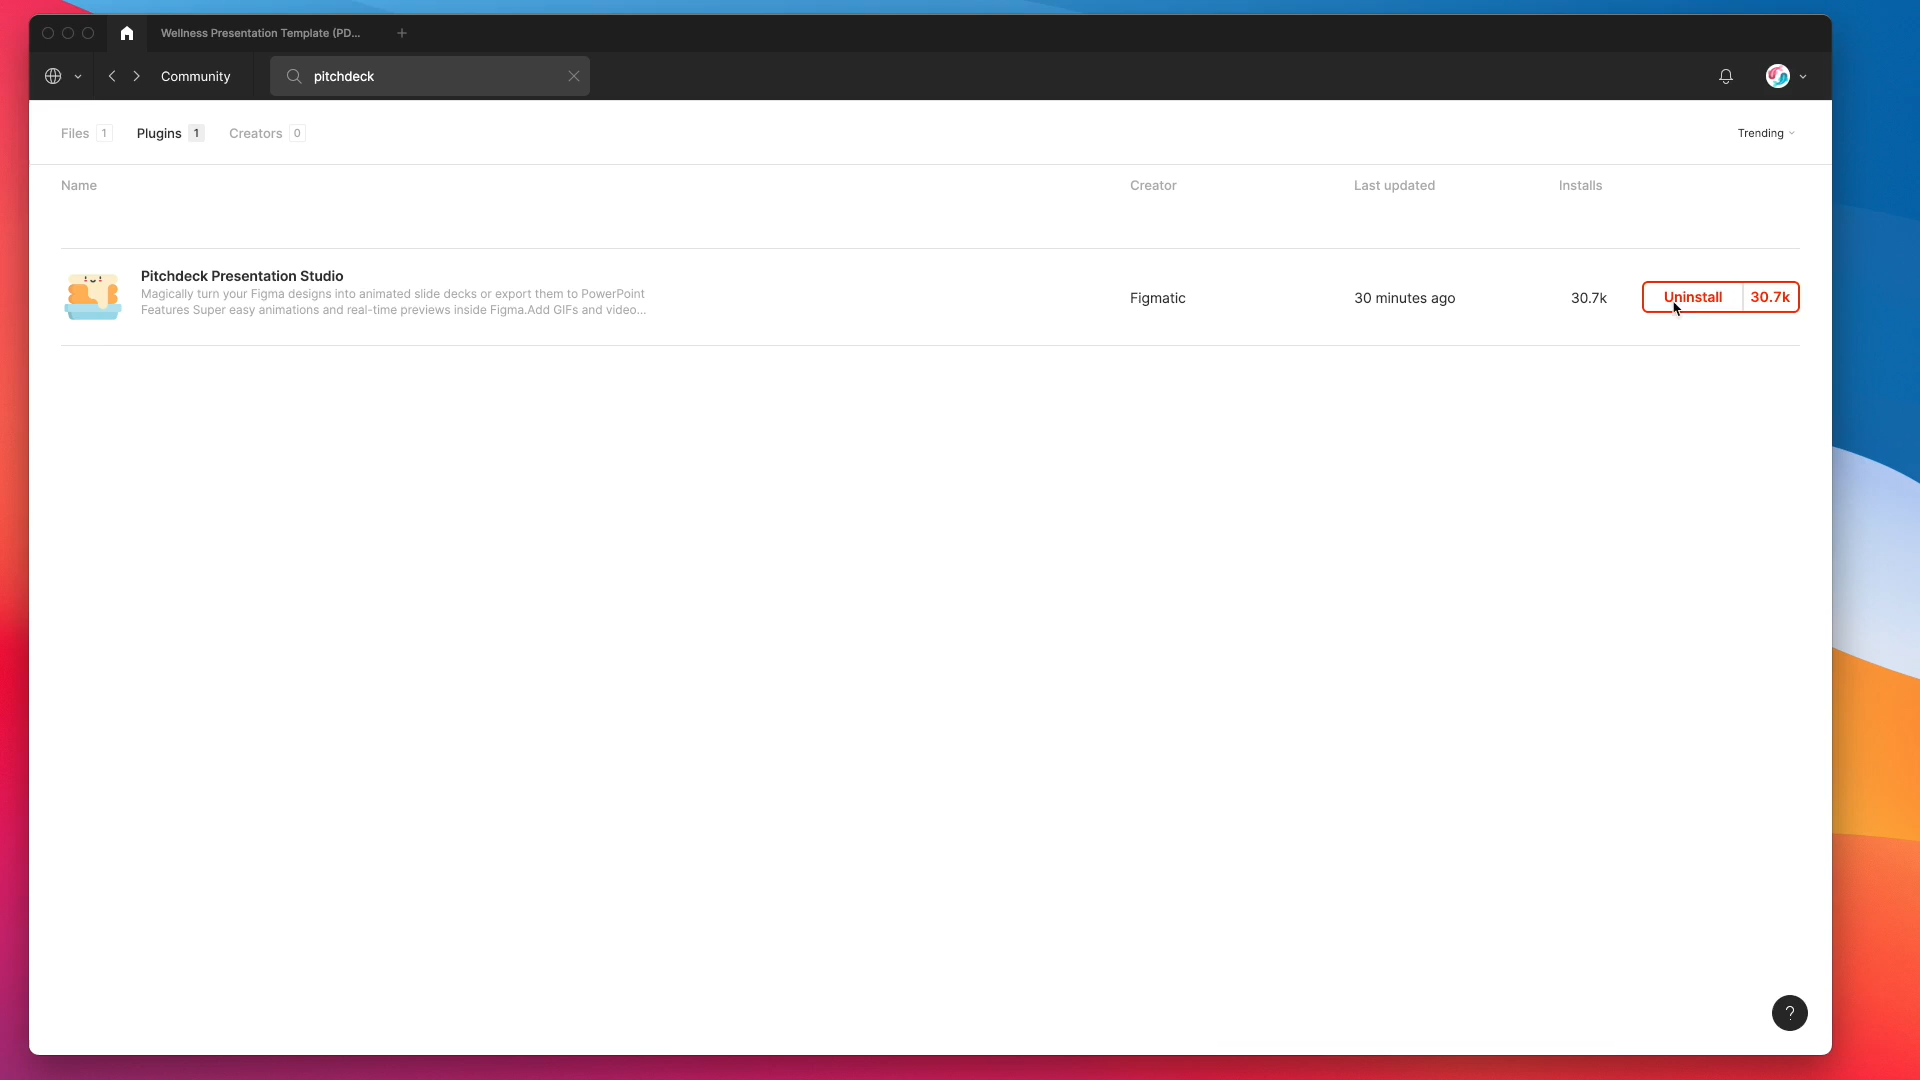 Wellness Presentation Template (PD...
Community
pitchdeck
Files 1 Plugins 1 Creators 0
Trending
Name Creator Last updated Installs
Pitchdeck Presentation Studio
Magically turn your Figma designs into animated slide decks or export them to PowerPoint
Features Super easy animations and real-time previews inside Figma.Add GIFs and video...
Figmatic 30 minutes ago 30.7k Uninstall 30.7k
?